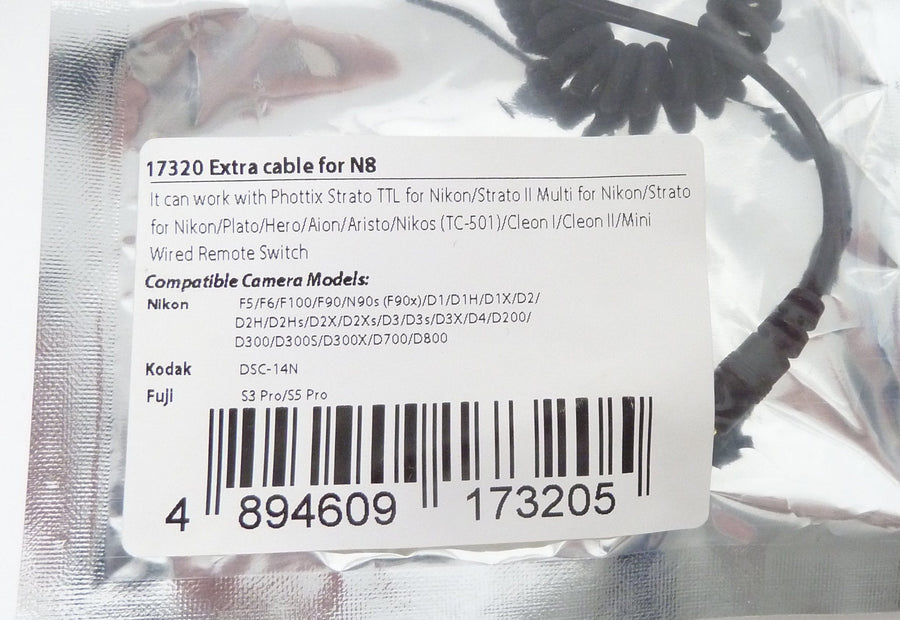 17320 Extra cable for N8
It can work with Phottix Strato TTL for Nikon/Strato II Multi for Nikon/Strato
for Nikon/Plato/Hero/Aion/Aristo/Nikos (TC-501)/Cleon I/Cleon II/Mini
Wired Remote Switch
Compatible Camera Models:
Nikon F5/F6/F100/F90/N90s (F90x)/D1/D1H/D1X/D2/
D2H/D2Hs/D2X/D2Xs/D3/D3s/D3X/D4/D200/
D300/D300S/D300X/D700/D800
Kodak DSC-14N
Fuji S3 Pro/S5 Pro
4 894609 173205